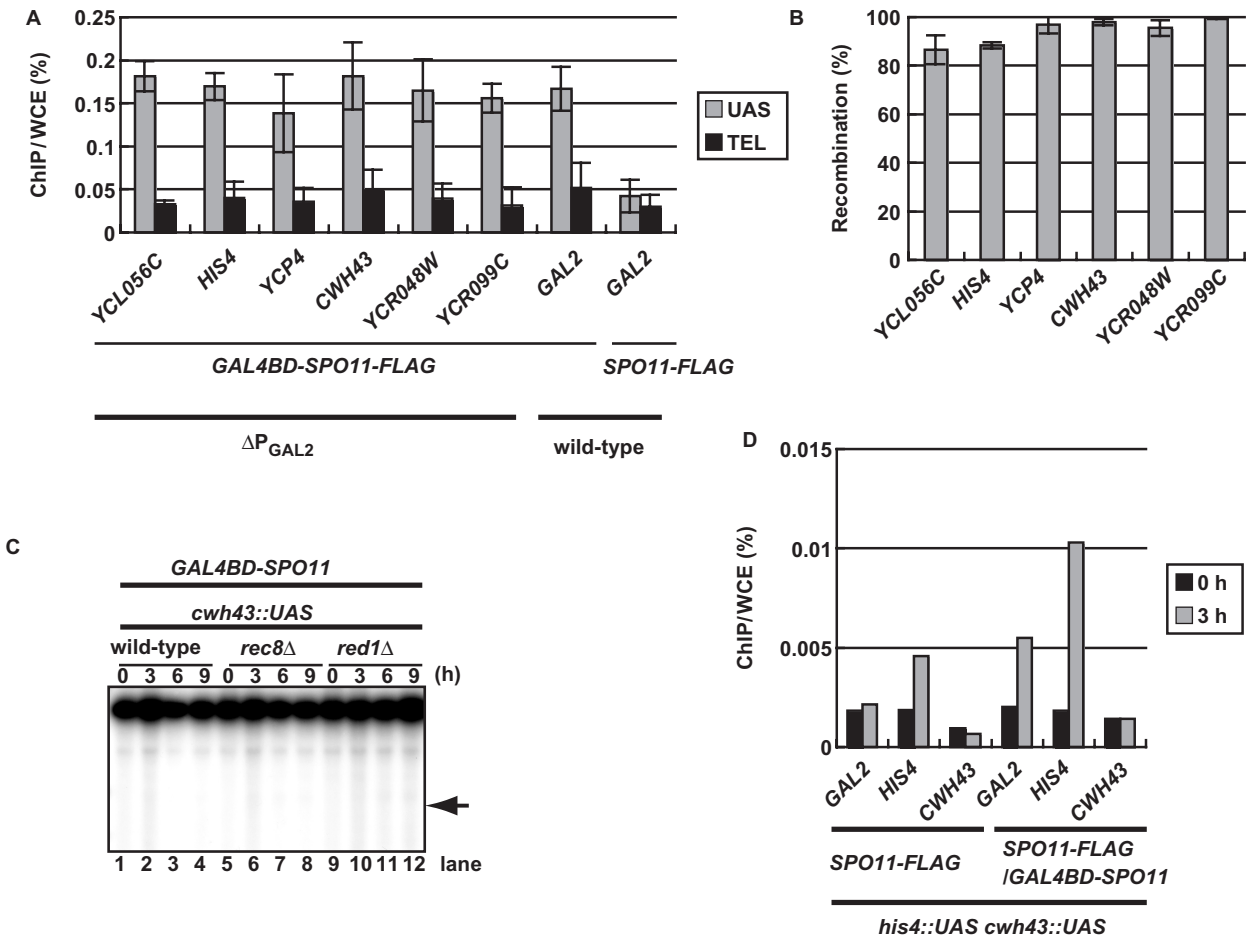 A
ChIP/WCE (%)
0.25
0.2
0.15
0.1
0.05
0
UAS
TEL
YCL056C
HIS4
YCP4
CWH43
YCR048W
YCR099C
GAL2
GAL2
GAL4BD-SPO11-FLAG
SPO11-FLAG
ΔP_GAL2
wild-type
B
Recombination (%)
100
80
60
40
20
0
YCL056C
HIS4
YCP4
CWH43
YCR048W
YCR099C
C
GAL4BD-SPO11
cwh43::UAS
wild-type rec8Δ red1Δ
0 3 6 9 0 3 6 9 0 3 6 9 (h)
1 2 3 4 5 6 7 8 9 10 11 12 lane
D
ChIP/WCE (%)
0.015
0.01
0.005
0
0 h
3 h
GAL2
HIS4
CWH43
GAL2
HIS4
CWH43
SPO11-FLAG
SPO11-FLAG
/GAL4BD-SPO11
his4::UAS cwh43::UAS